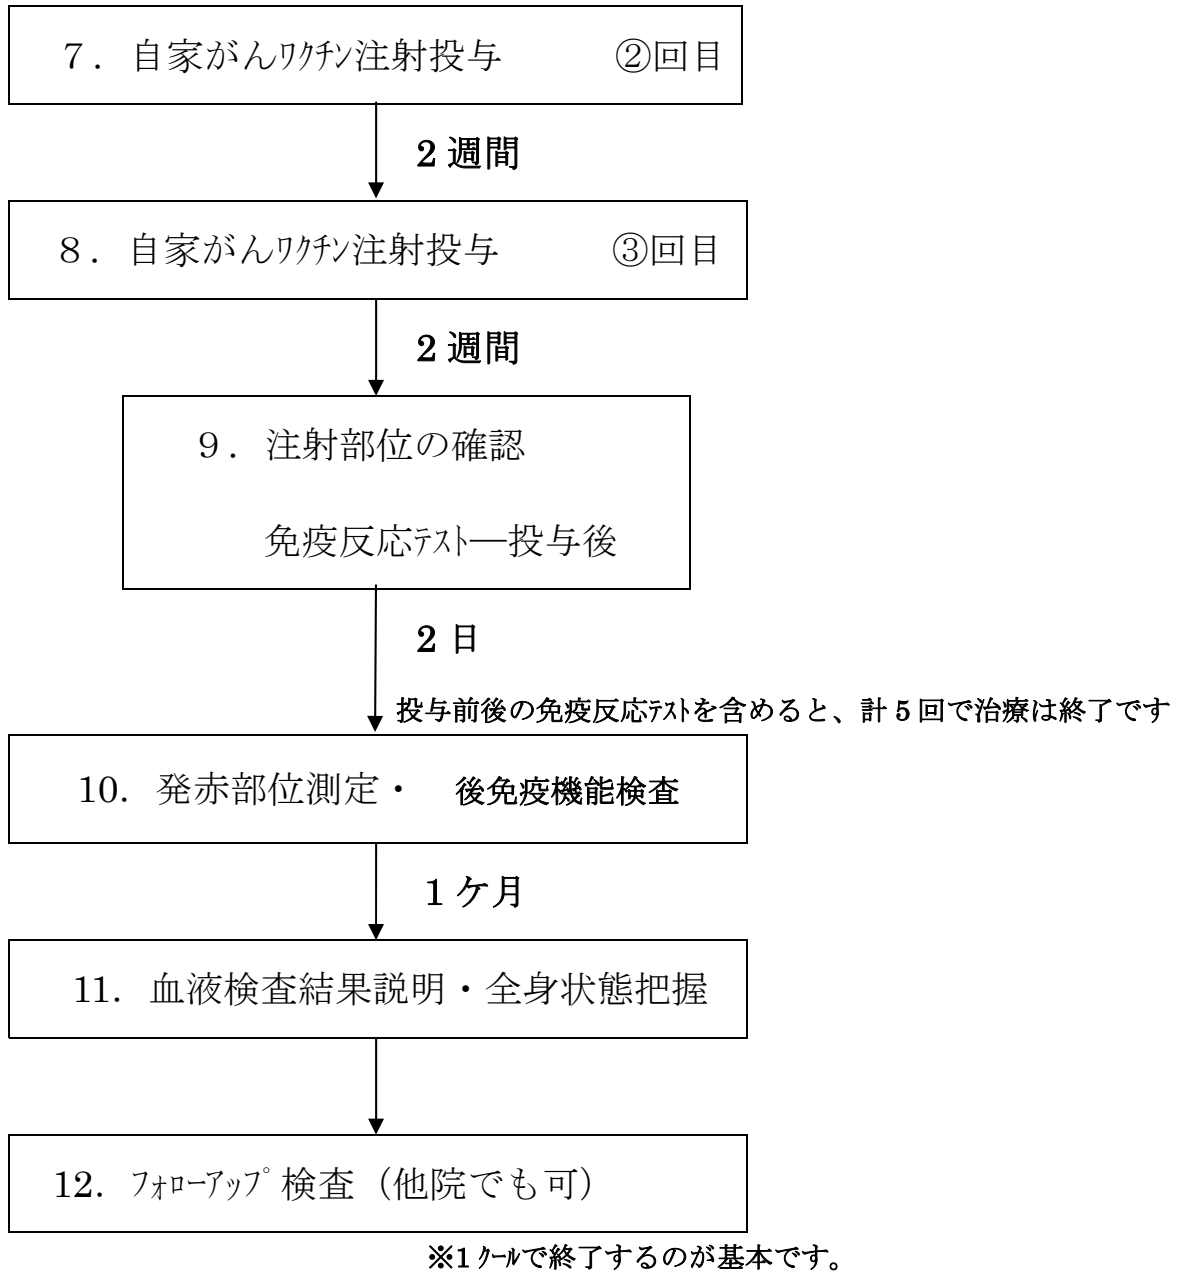 ７．自家がんﾜｸﾁﾝ注射投与　②回目
2 週間
８．自家がんﾜｸﾁﾝ注射投与　③回目
2 週間
９．注射部位の確認
免疫反応ﾃｽﾄ―投与後
2 日
投与前後の免疫反応ﾃｽﾄを含めると、計 5 回で治療は終了です
10．発赤部位測定・　後免疫機能検査
1 ケ月
11．血液検査結果説明・全身状態把握
12．ﾌｫﾛｰｱｯﾌﾟ検査（他院でも可）
※1 ｸｰﾙで終了するのが基本です。